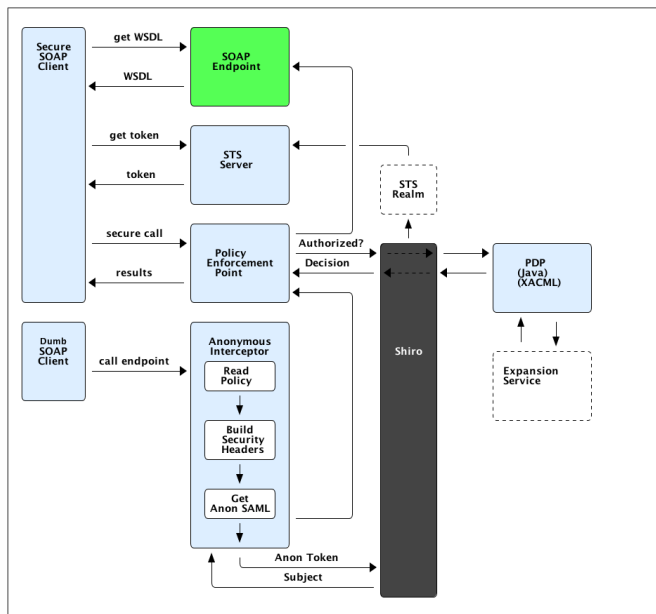 Secure
SOAP
Client
get WSDL
WSDL
SOAP
Endpoint
get token
token
STS
Server
STS
Realm
secure call
results
Policy
Enforcement
Point
Authorized?
Decision
PDP
(Java)
(XACML)
Dumb
SOAP
Client
call endpoint
Anonymous
Interceptor
Read
Policy
Build
Security
Headers
Get
Anon SAML
Shiro
Expansion
Service
Anon Token
Subject